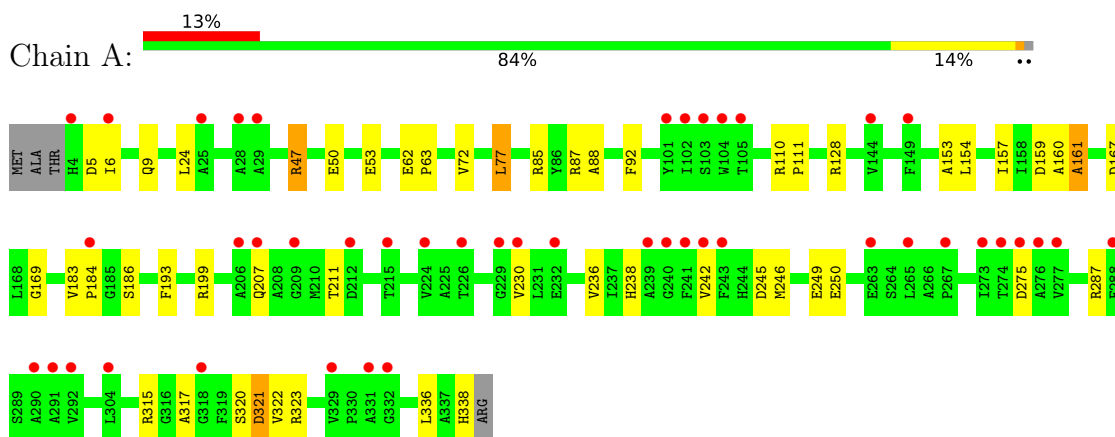 13%
Chain A:
84% 14% ••
MET ALA THR H4 D5 I6 Q9 L24 A25 A28 A29 R47 E50 E53 E62 P63 V72 L77 R85 Y86 R87 A88 F92 Y101 I102 S103 W104 T105 R110 P111 R128 V144 F149 A153 L154 I157 I158 D159 A160 A161
L168 G169 V183 P184 G185 S186 F193 R199 A206 Q207 A208 G209 M210 T211 D212 T215 V224 A225 T226 G229 V230 L231 E232 V236 I237 H238 A239 G240 F241 V242 F243 H244 D245 M246 E249 E250 E263 S264 L265 A266 P267 I273 T274 D275 A276 V277 R287
S289 A290 A291 V292 L304 R315 G316 A317 G318 F319 S320 D321 V322 R323 V329 P330 A331 G332 L336 A337 H338 ARG